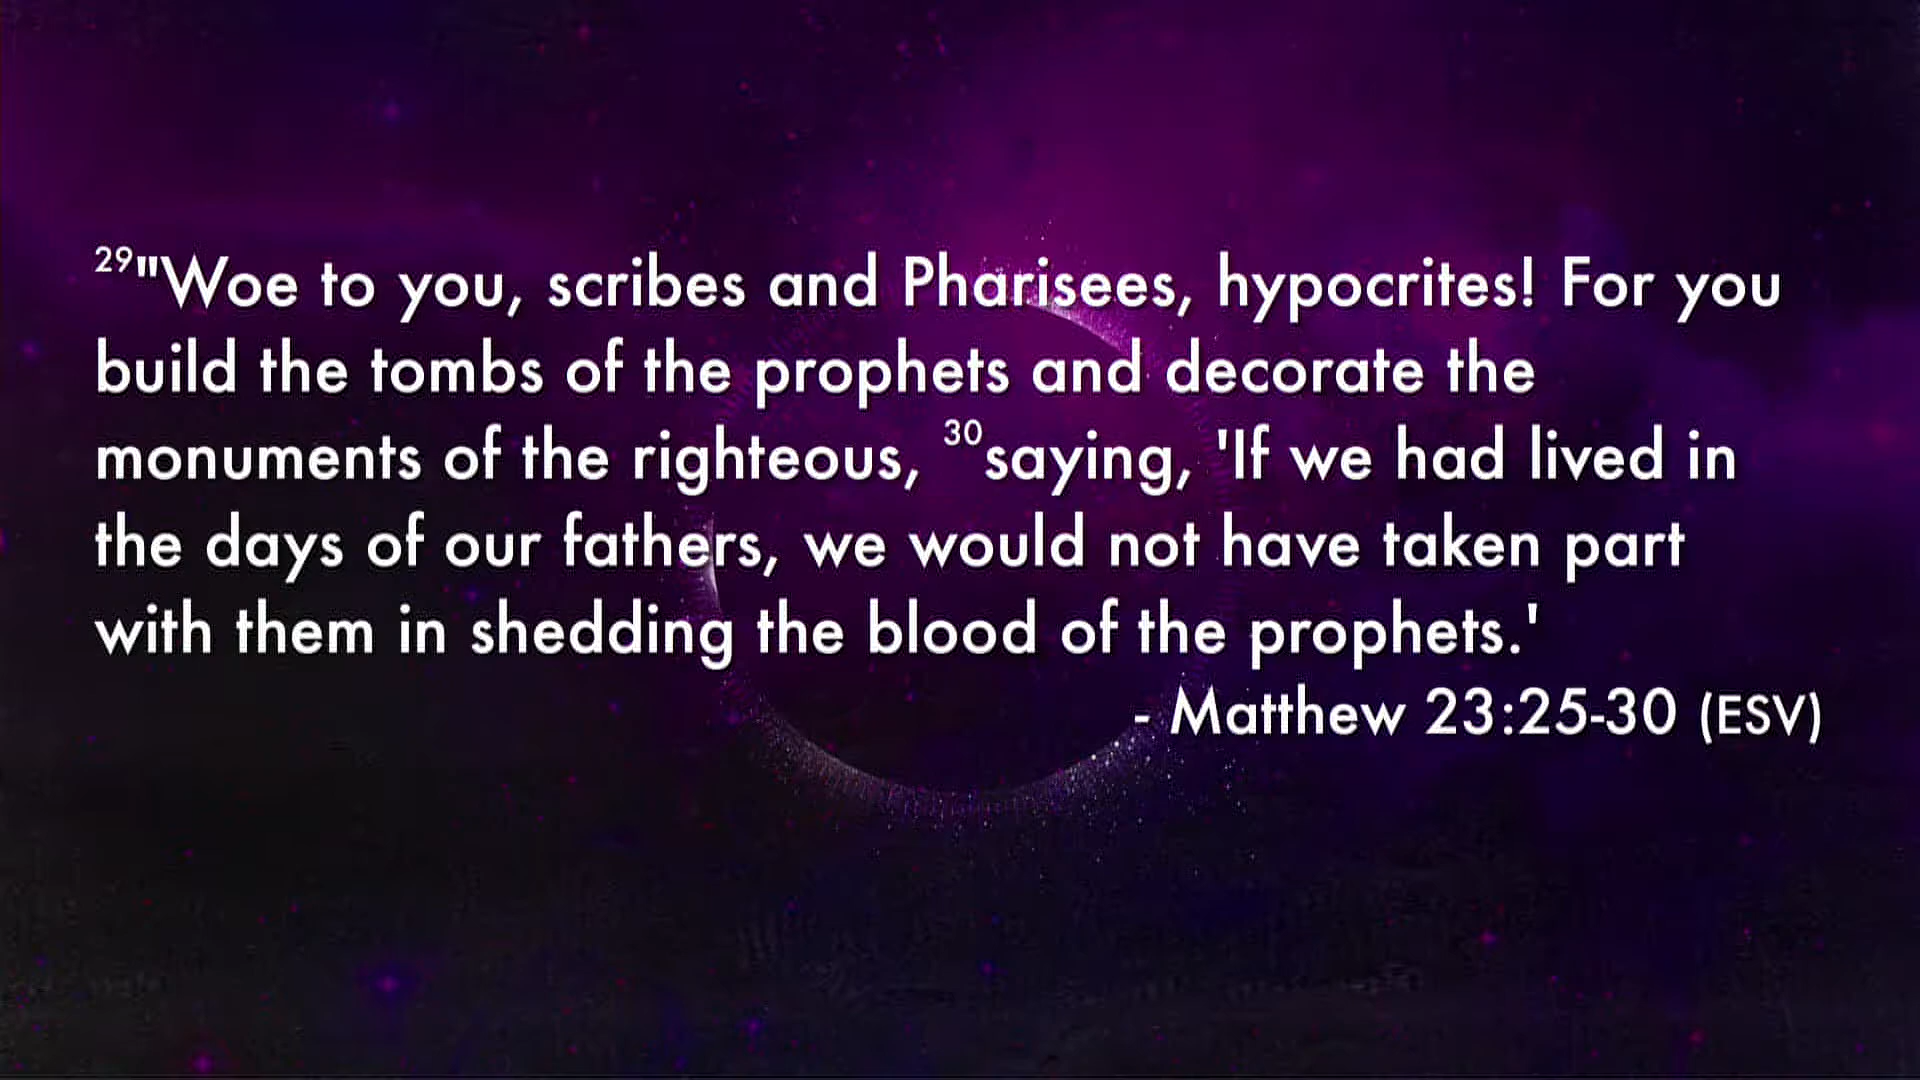 29"Woe to you, scribes and Pharisees, hypocrites! For you
build the tombs of the prophets and decorate the
monuments of the righteous, 30saying, 'If we had lived in
the days of our fathers, we would not have taken part
with them in shedding the blood of the prophets.'
- Matthew 23:25-30 (ESV)